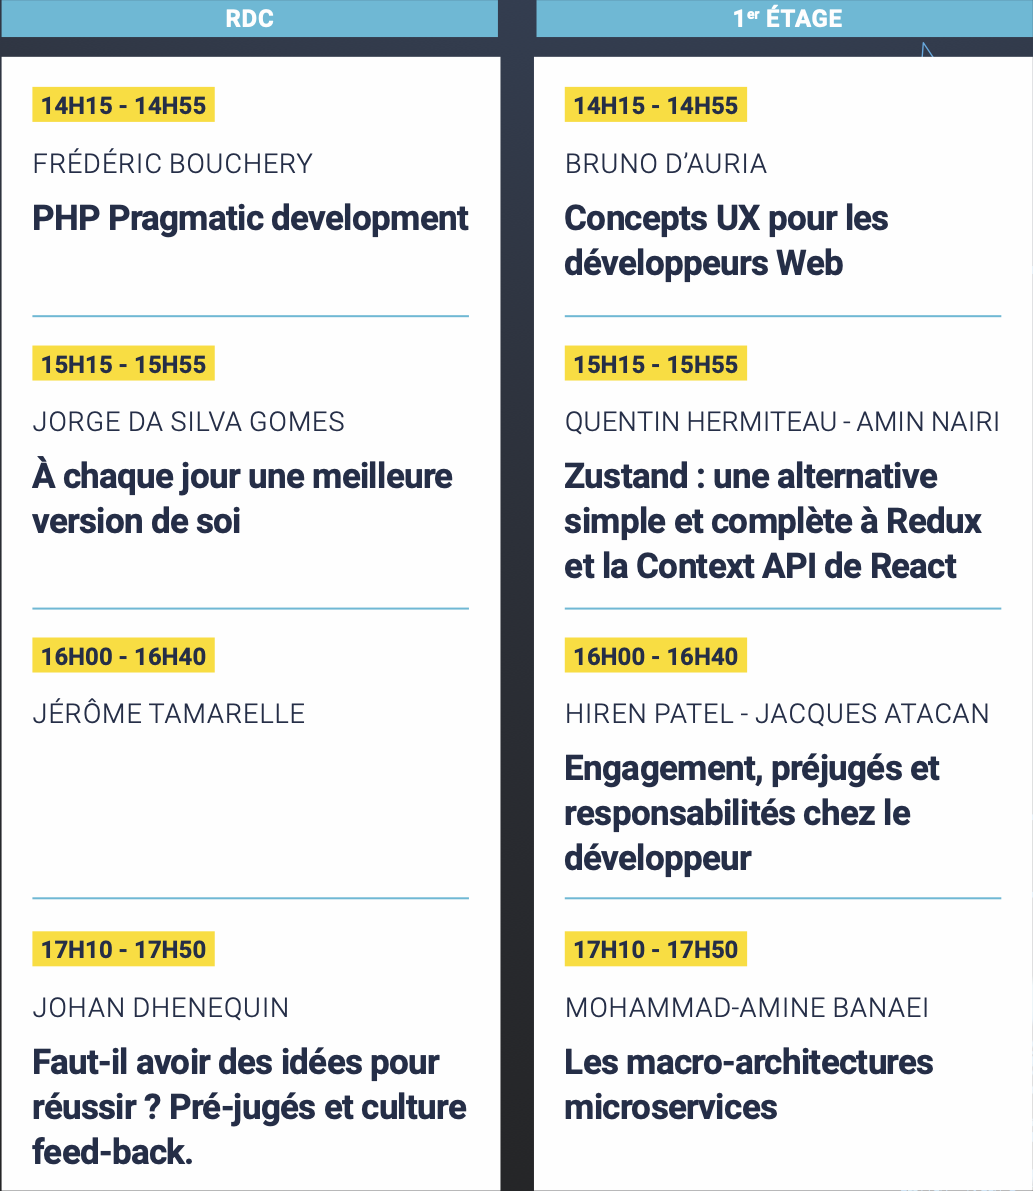 RDC
14H15 - 14H55
FRÉDÉRIC BOUCHERY
PHP Pragmatic development
15H15 - 15H55
JORGE DA SILVA GOMES
À chaque jour une meilleure
version de soi
16H00 - 16H40
JÉRÔME TAMARELLE
17H10 - 17H50
JOHAN DHENEQUIN
Faut-il avoir des idées pour
réussir ? Pré-jugés et culture
feed-back.
1er ÉTAGE
14H15 - 14H55
BRUNO D’AURIA
Concepts UX pour les
développeurs Web
15H15 - 15H55
QUENTIN HERMITEAU - AMIN NAIRI
Zustand : une alternative
simple et complète à Redux
et la Context API de React
16H00 - 16H40
HIREN PATEL - JACQUES ATACAN
Engagement, préjugés et
responsabilités chez le
développeur
17H10 - 17H50
MOHAMMAD-AMINE BANAEI
Les macro-architectures
microservices